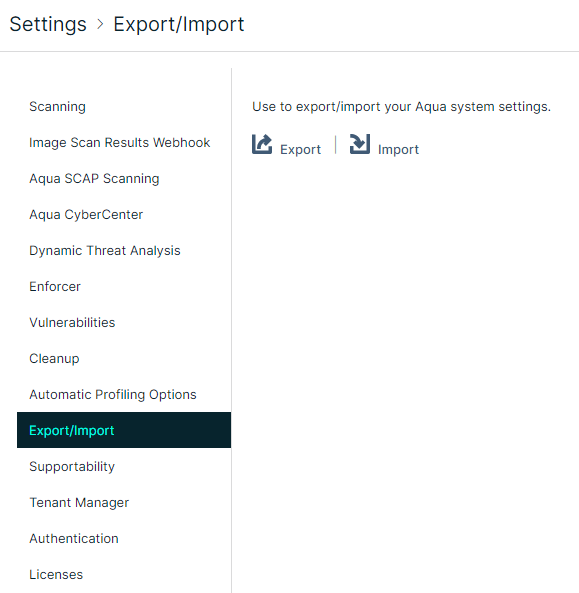 Settings > Export/Import
Scanning
Image Scan Results Webhook
Aqua SCAP Scanning
Aqua CyberCenter
Dynamic Threat Analysis
Enforcer
Vulnerabilities
Cleanup
Automatic Profiling Options
Export/Import
Supportability
Tenant Manager
Authentication
Licenses
Use to export/import your Aqua system settings.
Export | Import